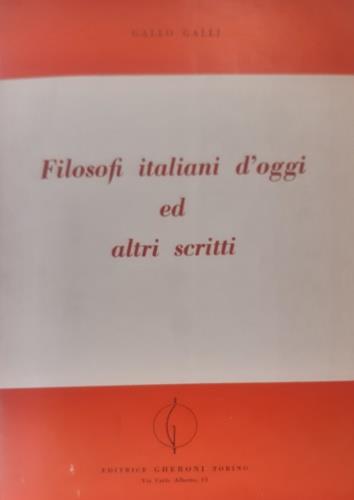 GALLO GALLI
Filosofi italiani d'oggi
ed
altri scritti
EDITRICE GHERONI TORINO
Via Carlo Alberto, 13